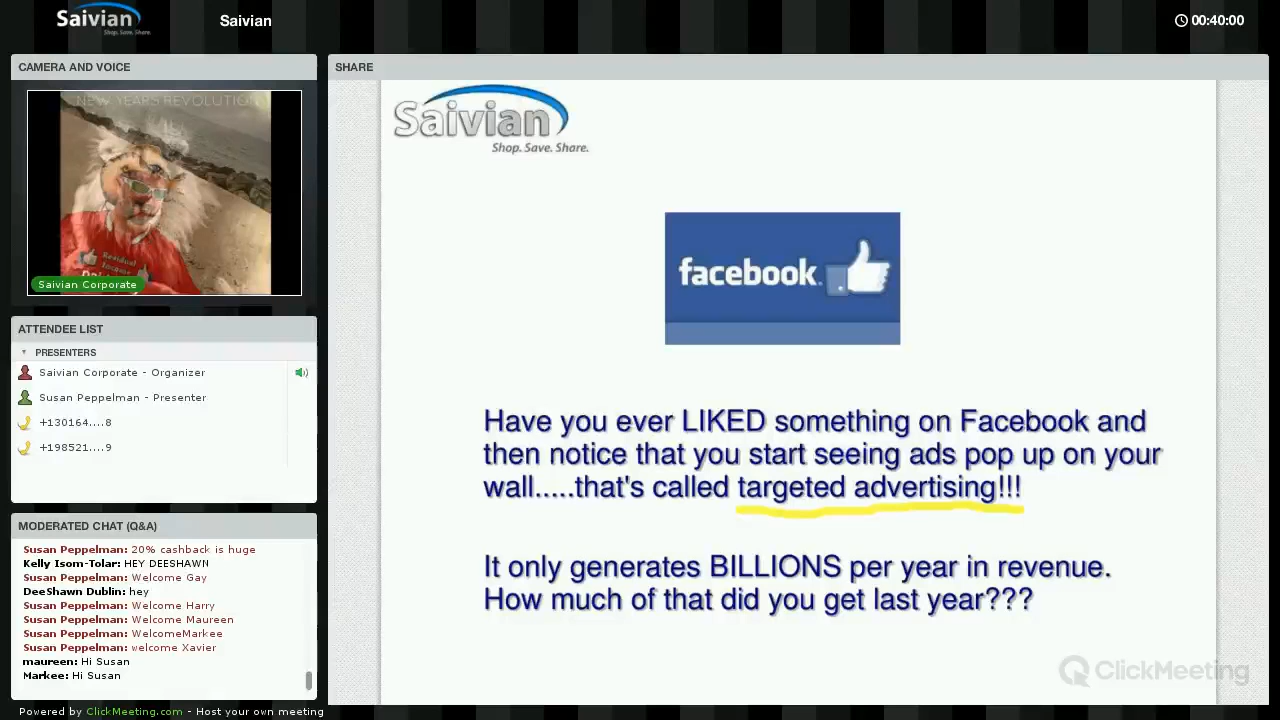 Saivian
Shop. Save. Share.
Saivian
00:40:00
CAMERA AND VOICE
NEW YEARS REVOLUTION
Residual
Income
Saivian Corporate
ATTENDEE LIST
PRESENTERS
Saivian Corporate - Organizer
Susan Peppelman - Presenter
+130164....8
+198521....9
MODERATED CHAT (Q&A)
Susan Peppelman: 20% cashback is huge
Kelly Isom-Tolar: HEY DEESHAWN
Susan Peppelman: Welcome Gay
DeeShawn Dublin: hey
Susan Peppelman: Welcome Harry
Susan Peppelman: Welcome Maureen
Susan Peppelman: WelcomeMarkee
Susan Peppelman: welcome Xavier
maureen: Hi Susan
Markee: Hi Susan
Powered by ClickMeeting.com - Host your own meeting
SHARE
Saivian
Shop. Save. Share.
facebook
Have you ever LIKED something on Facebook and
then notice that you start seeing ads pop up on your
wall.....that's called targeted advertising!!!
It only generates BILLIONS per year in revenue.
How much of that did you get last year???
ClickMeeting